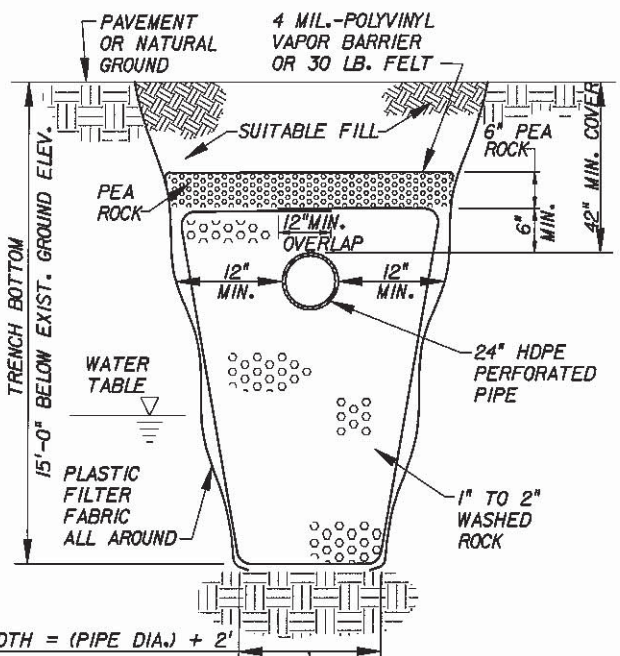 PAVEMENT
OR NATURAL
GROUND
4 MIL.-POLYVINYL
VAPOR BARRIER
OR 30 LB. FELT
SUITABLE FILL
6" PEA
ROCK
42" MIN. COVER
PEA
ROCK
12" MIN.
OVERLAP
6"
MIN.
12"
MIN.
12"
MIN.
TRENCH BOTTOM
15'-0" BELOW EXIST. GROUND ELEV.
24" HDPE
PERFORATED
PIPE
WATER
TABLE
PLASTIC
FILTER
FABRIC
ALL AROUND
1" TO 2"
WASHED
ROCK
= (PIPE DIA.) + 2'